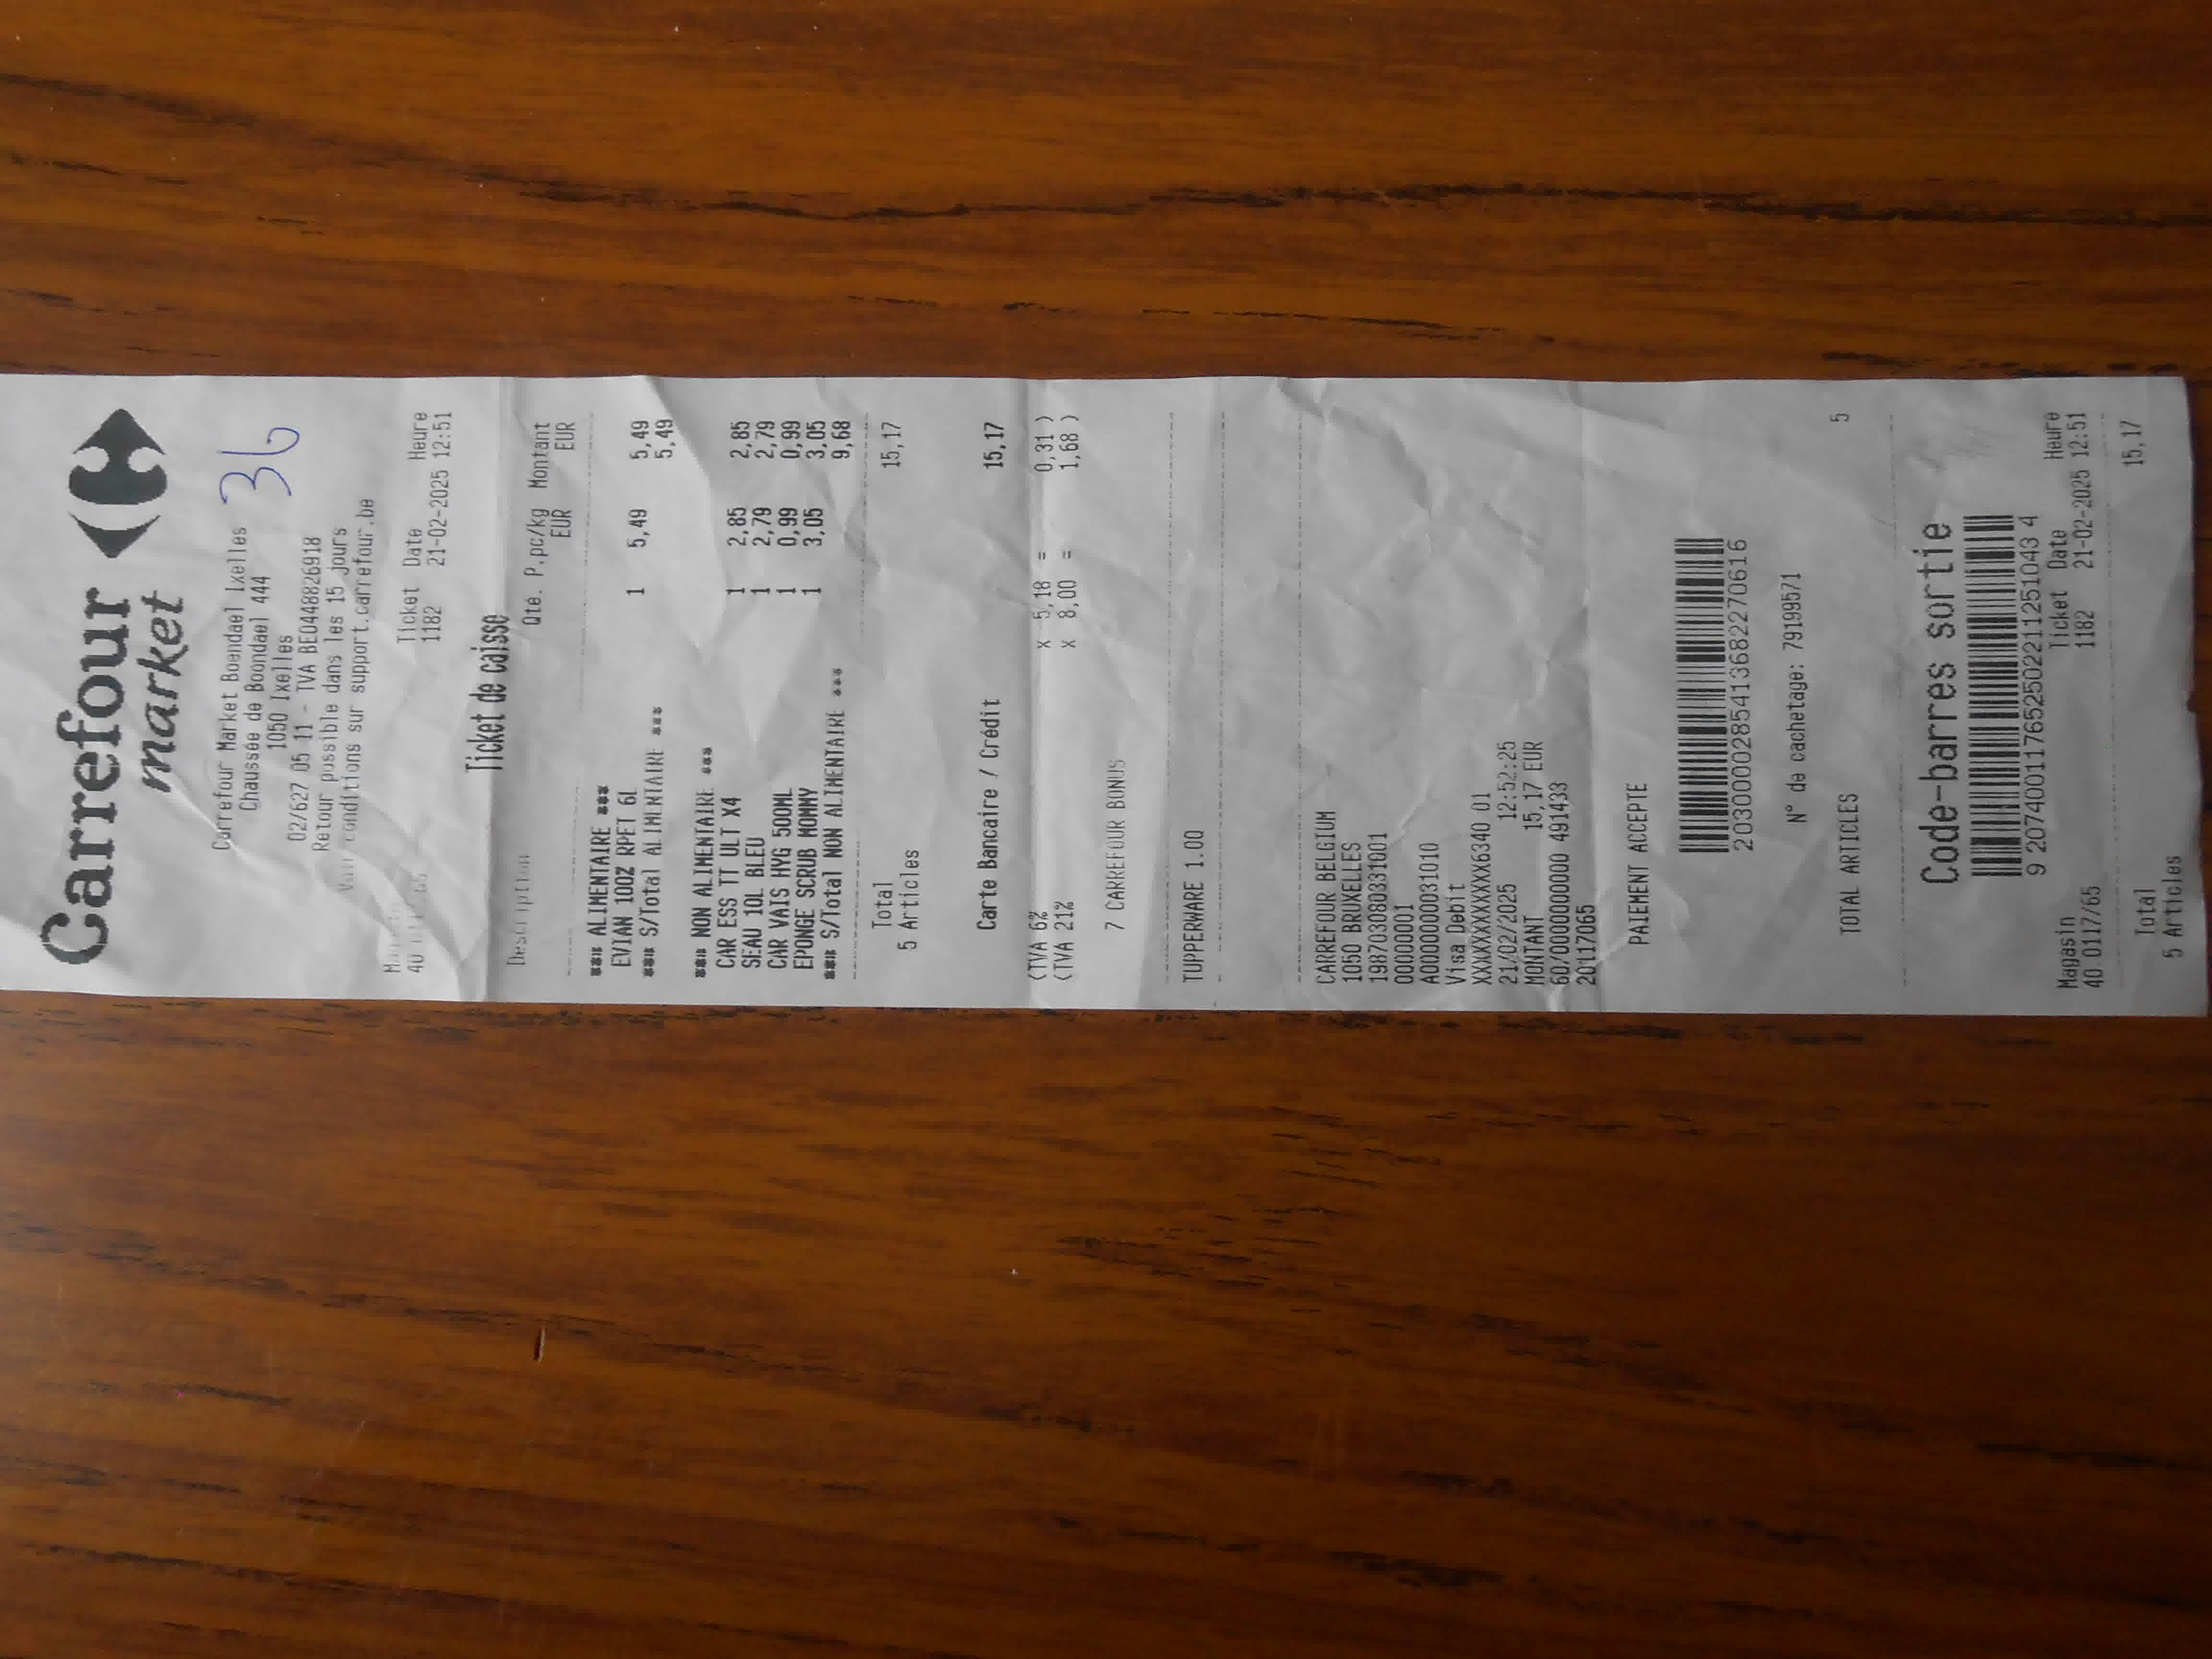 Carrefour
market
Carrefour Market Boendael Ixelles
36
Chaussée de Boondael 444
1050 Ixelles
02/627 05 11 - TVA BE0448826918
Retour possible dans les 15 jours
Voir conditions sur support.carrefour.be
Ticket Date Heure
40 1182 21-02-2025 12:51
Ticket de caisse
Description Qté. P.pc/kg Montant
EUR EUR
*** ALIMENTAIRE ***
EVIAN 100% RPET 6L 1 5,49 5,49
*** S/Total ALIMENTAIRE *** 5,49
*** NON ALIMENTAIRE ***
CAR ESS TT ULT X4 1 2,85 2,85
SEAU 10L BLEU 1 2,79 2,79
CAR VAIS HYG 500ML 1 0,99 0,99
EPONGE SCRUB MOMMY 1 3,05 3,05
*** S/Total NON ALIMENTAIRE *** 9,68
Total 15,17
5 Articles
Carte Bancaire / Crédit 15,17
(TVA 6% x 5,18 = 0,31 )
(TVA 21% x 8,00 = 1,68 )
7 CARREFOUR BONUS
TUPPERWARE 1.00
CARREFOUR BELGIUM
1050 BRUXELLES
198703080331001
00000001
A0000000031010
Visa Debit
XXXXXXXXXXXX6340 01
21/02/2025 12:52:25
MONTANT 15,17 EUR
60/00000000000 491433
20117065
PAIEMENT ACCEPTE
2030000285413682270616
N° de cachetage: 79199571
TOTAL ARTICLES 5
Code-barres sortie
9 207400117652502211251043 4
Magasin Ticket Date Heure
40 0117/65 1182 21-02-2025 12:51
Total 15,17
5 Articles